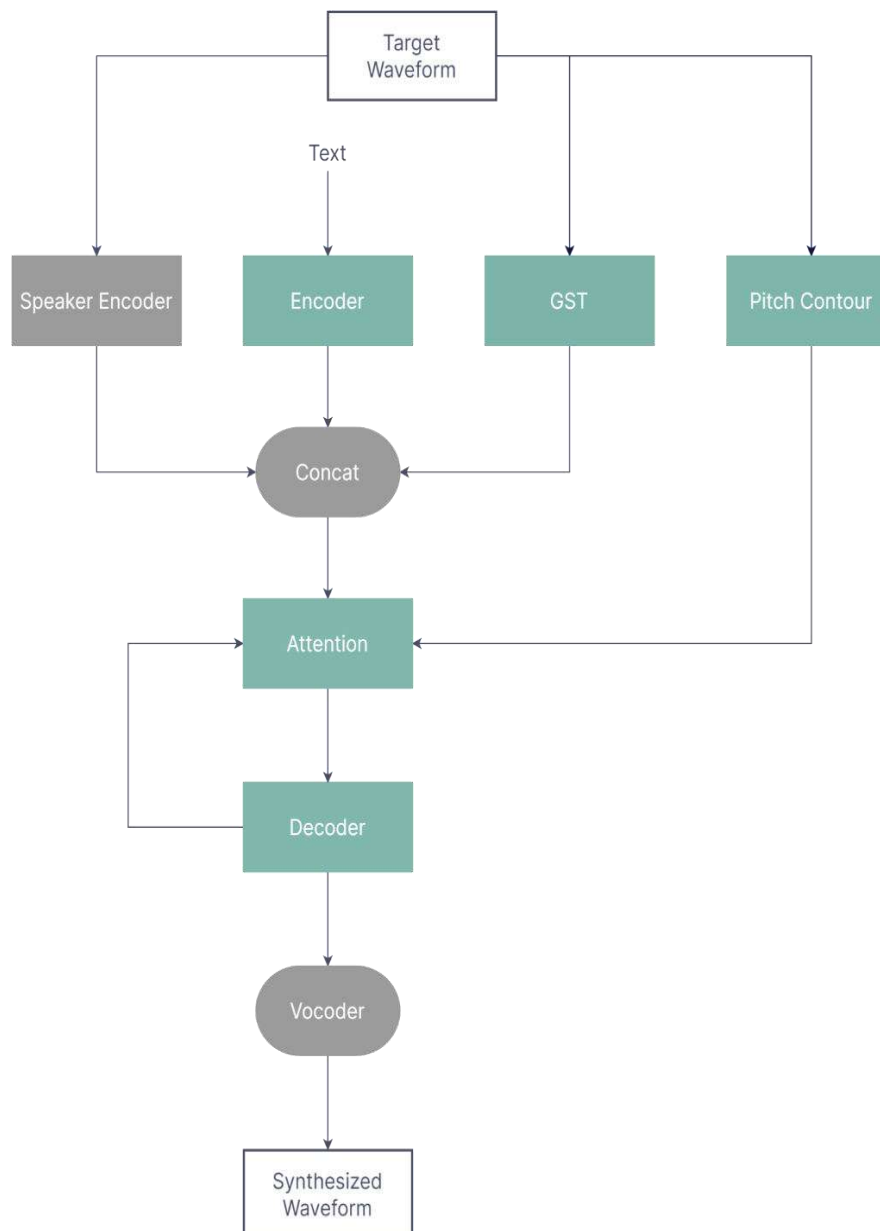 Target
Waveform
Text
Speaker Encoder
Encoder
GST
Pitch Contour
Concat
Attention
Decoder
Vocoder
Synthesized
Waveform